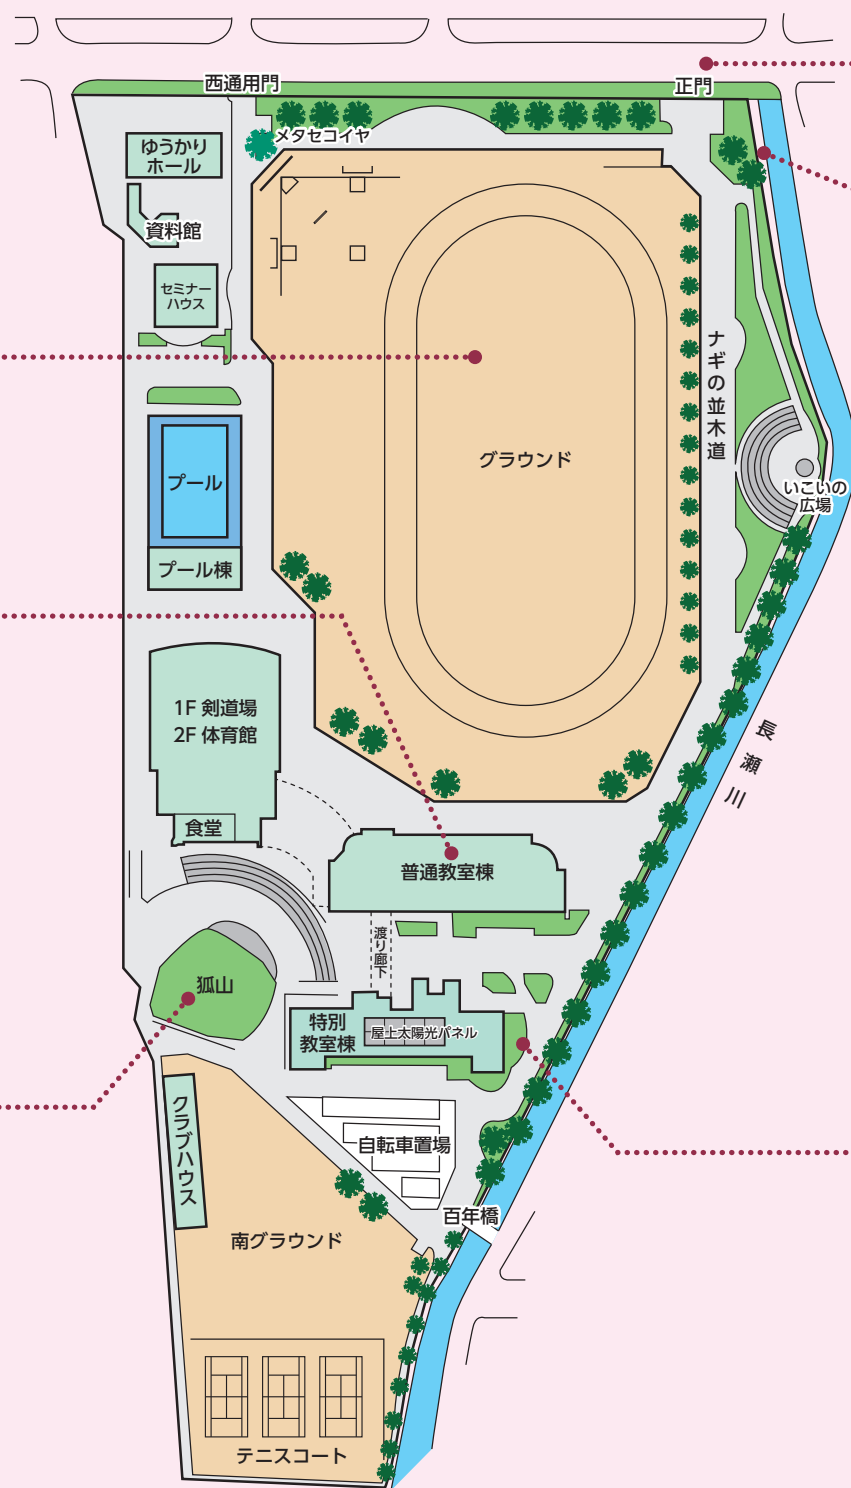 西通用門
正門
メタセコイヤ
ゆうかり
ホール
資料館
セミナー
ハウス
ナギの並木道
グラウンド
プール
いこいの
広場
プール棟
1F 剣道場
2F 体育館
長瀬川
食堂
普通教室棟
渡り廊下
狐山
特別
教室棟
屋上太陽光パネル
クラブハウス
自転車置場
百年橋
南グラウンド
テニスコート